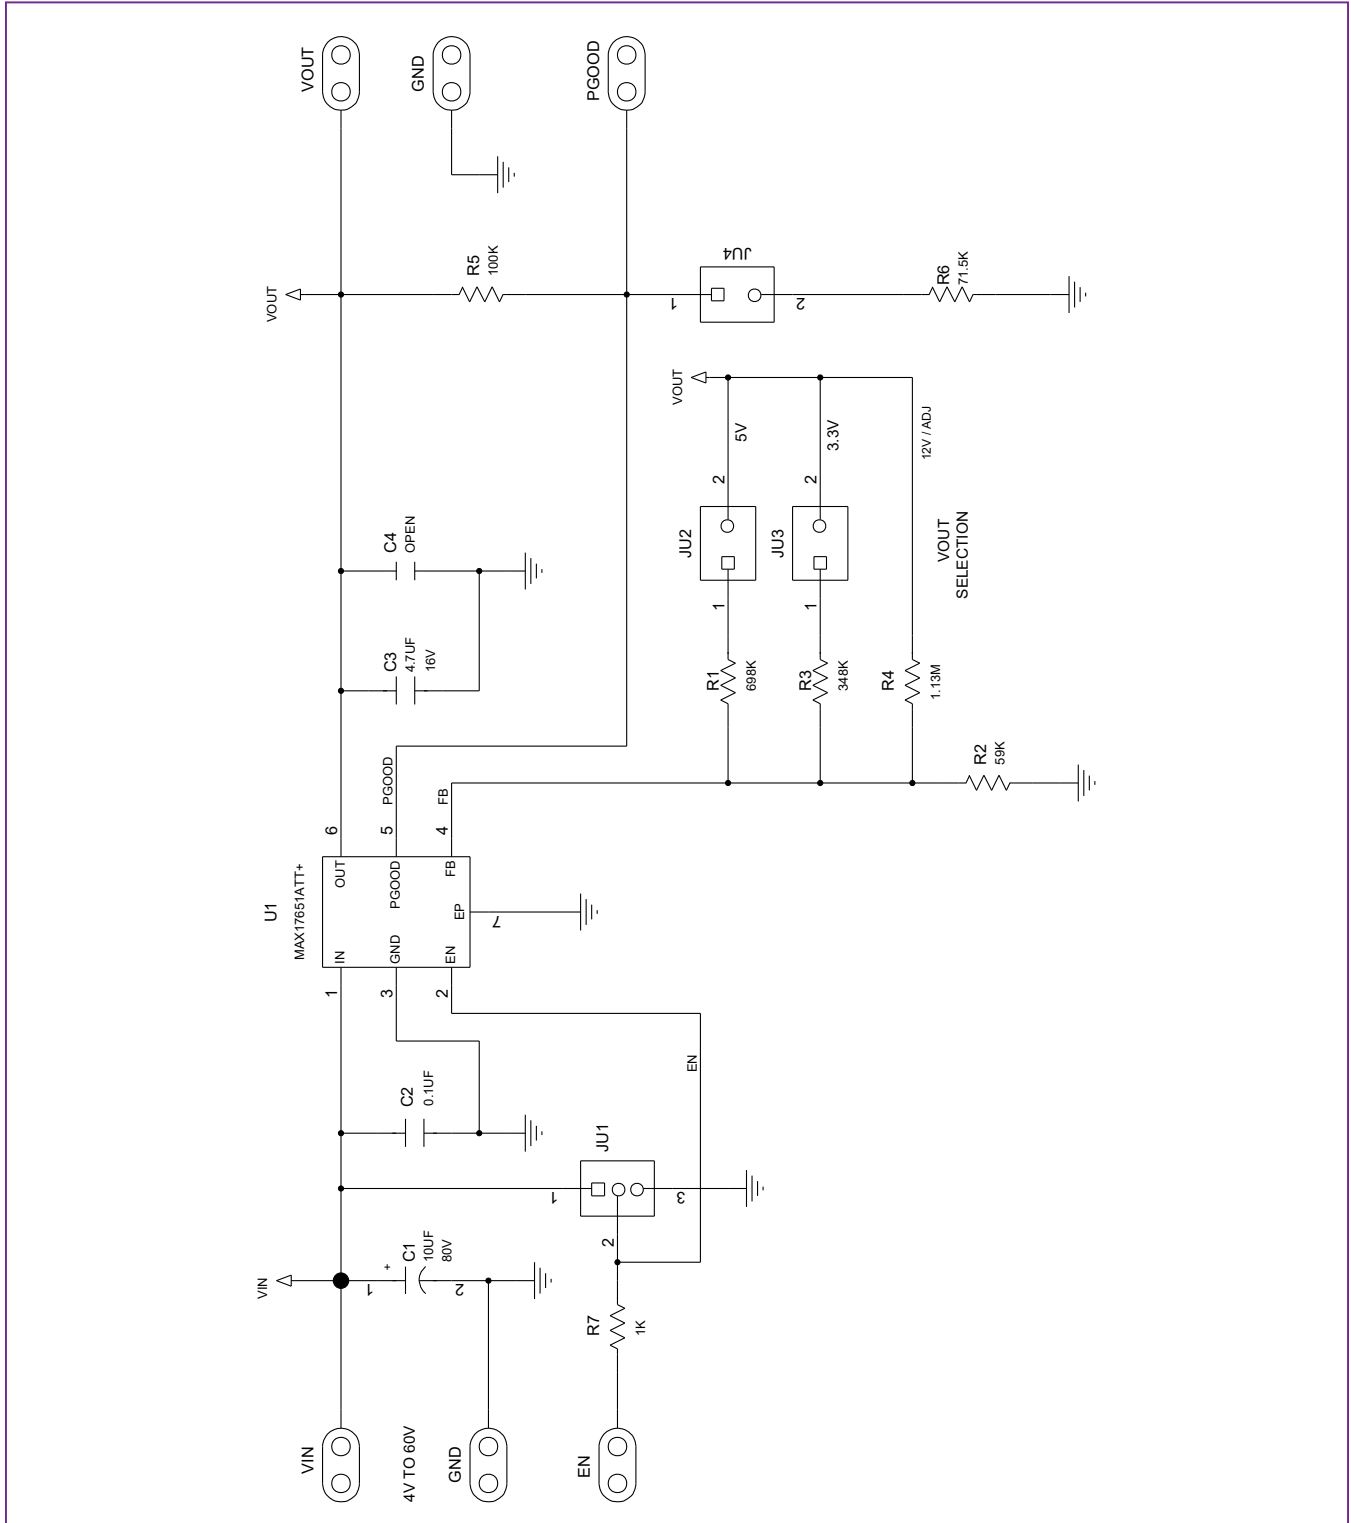 VIN
4V TO 60V
GND
EN
VIN
1
+
C1
10UF
80V
2
R7
1K
JU1
1
2
3
EN
C2
0.1UF
U1
MAX17651ATT+
1
3
2
IN
GND
EN
EP
7
OUT
PGOOD
FB
6
5
4
PGOOD
FB
C3
4.7UF
16V
C4
OPEN
R1
698K
R3
348K
R4
1.13M
R2
59K
JU2
1
2
5V
JU3
1
2
3.3V
12V / ADJ
VOUT
SELECTION
VOUT
VOUT
R5
100K
JU4
1
2
R6
71.5K
VOUT
GND
PGOOD